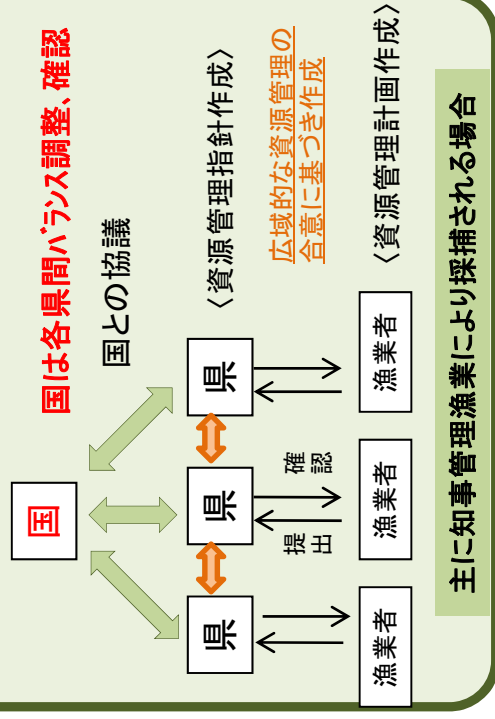 国は各県間バランス調整、確認
国
国との協議
県
県
県
〈資源管理指針作成〉
提出
確認
広域的な資源管理の
合意に基づき作成
漁業者
漁業者
漁業者
〈資源管理計画作成〉
主に知事管理漁業により採捕される場合